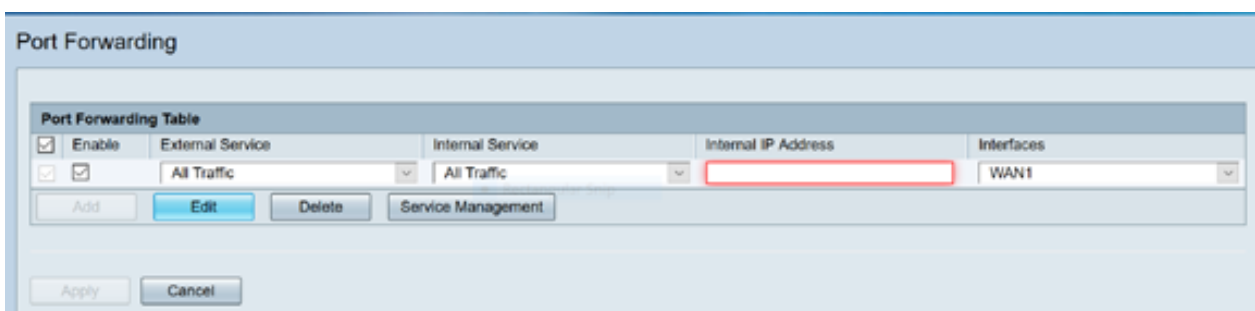 Port Forwarding
Port Forwarding Table
Enable External Service Internal Service Internal IP Address Interfaces
All Traffic All Traffic WAN1
Add Edit Delete Service Management
Apply Cancel